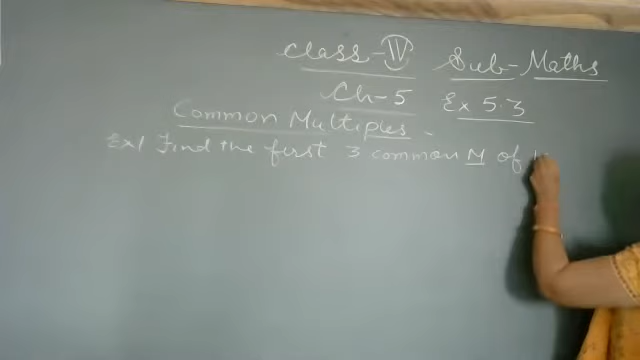 Class-IV Sub-Maths
Ch-5 Ex 5.3
Common Multiples -
Ex1 Find the first 3 common M of